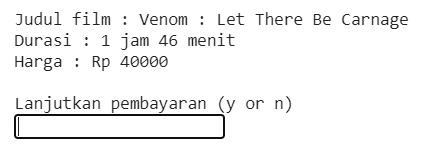 Judul film : Venom : Let There Be Carnage
Durasi : 1 jam 46 menit
Harga : Rp 40000
Lanjutkan pembayaran (y or n)